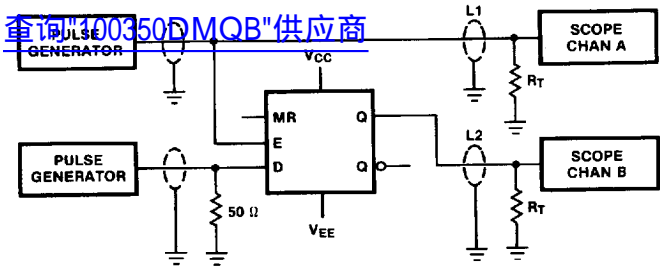 查询"100350DMQB"供应商
PULSE
GENERATOR
L1
SCOPE
CHAN A
VCC
RT
MR
E
D
Q
Q
PULSE
GENERATOR
50 Ω
VEE
L2
SCOPE
CHAN B
RT